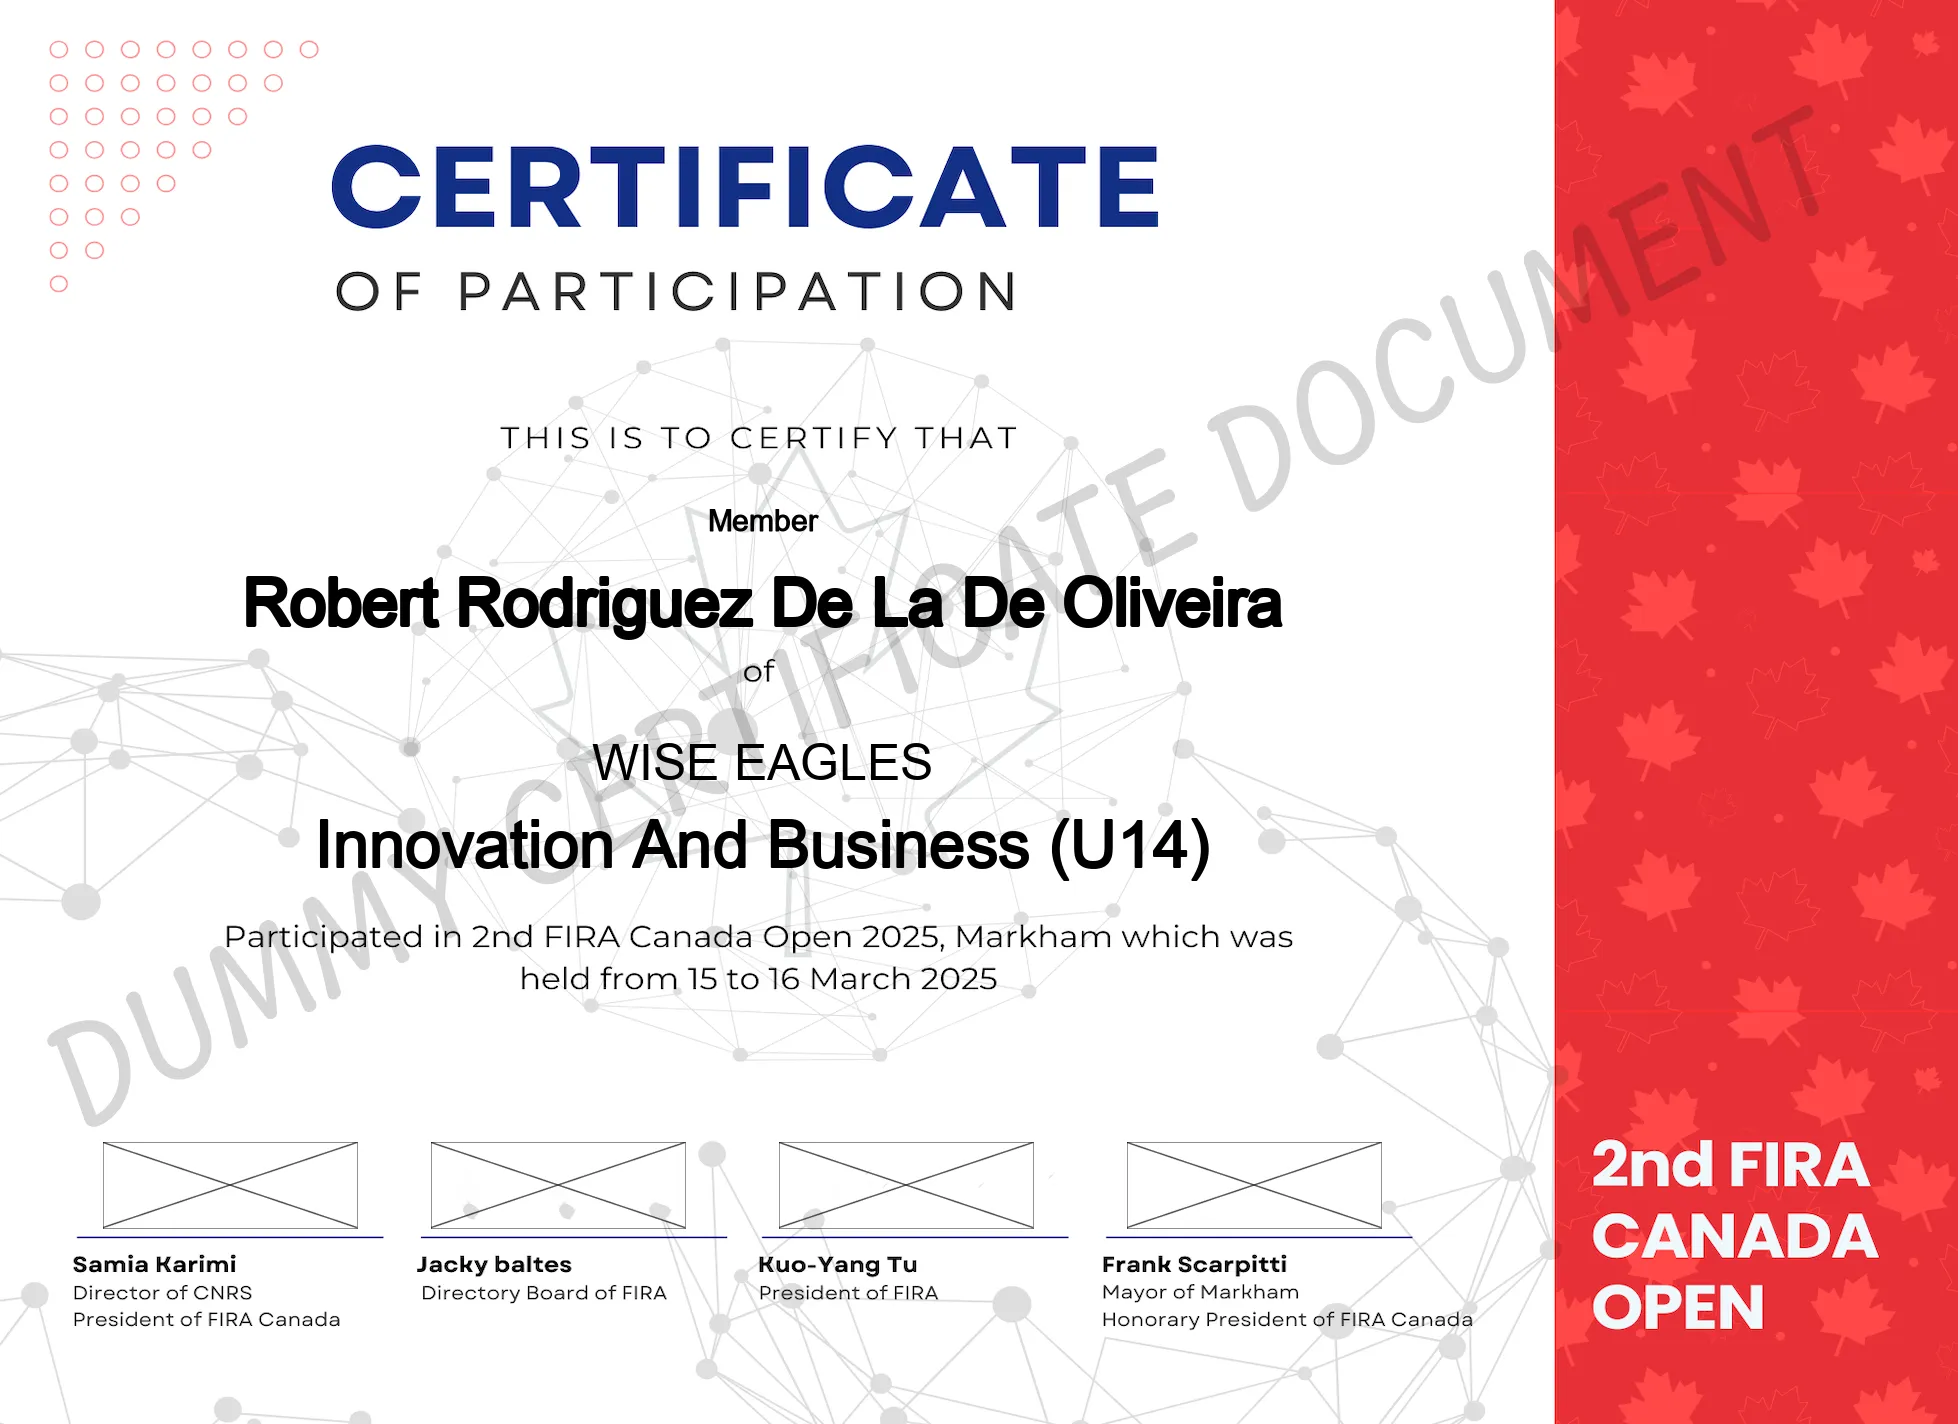 CERTIFICATE
OF PARTICIPATION
THIS IS TO CERTIFY THAT
Member
Robert Rodriguez De La De Oliveira
of
WISE EAGLES
Innovation And Business (U14)
Participated in 2nd FIRA Canada Open 2025, Markham which was
held from 15 to 16 March 2025
DUMMY CERTIFICATE DOCUMENT
Samia Karimi
Director of CNRS
President of FIRA Canada
Jacky baltes
Directory Board of FIRA
Kuo-Yang Tu
President of FIRA
Frank Scarpitti
Mayor of Markham
Honorary President of FIRA Canada
2nd FIRA
CANADA
OPEN